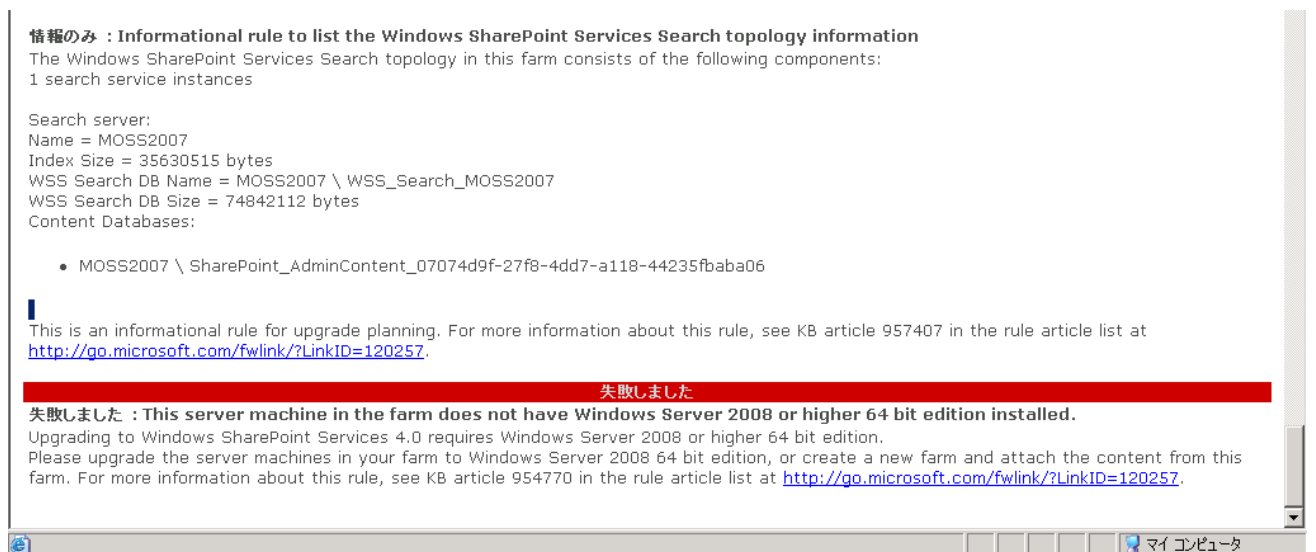 情報のみ : Informational rule to list the Windows SharePoint Services Search topology information
The Windows SharePoint Services Search topology in this farm consists of the following components:
1 search service instances
Search server:
Name = MOSS2007
Index Size = 35630515 bytes
WSS Search DB Name = MOSS2007 \ WSS_Search_MOSS2007
WSS Search DB Size = 74842112 bytes
Content Databases:
• MOSS2007 \ SharePoint_AdminContent_07074d9f-27f8-4dd7-a118-44235fbaba06
This is an informational rule for upgrade planning. For more information about this rule, see KB article 957407 in the rule article list at
http://go.microsoft.com/fwlink/?LinkID=120257.
失敗しました
失敗しました : This server machine in the farm does not have Windows Server 2008 or higher 64 bit edition installed.
Upgrading to Windows SharePoint Services 4.0 requires Windows Server 2008 or higher 64 bit edition.
Please upgrade the server machines in your farm to Windows Server 2008 64 bit edition, or create a new farm and attach the content from this
farm. For more information about this rule, see KB article 954770 in the rule article list at http://go.microsoft.com/fwlink/?LinkID=120257.
マイ コンピュータ